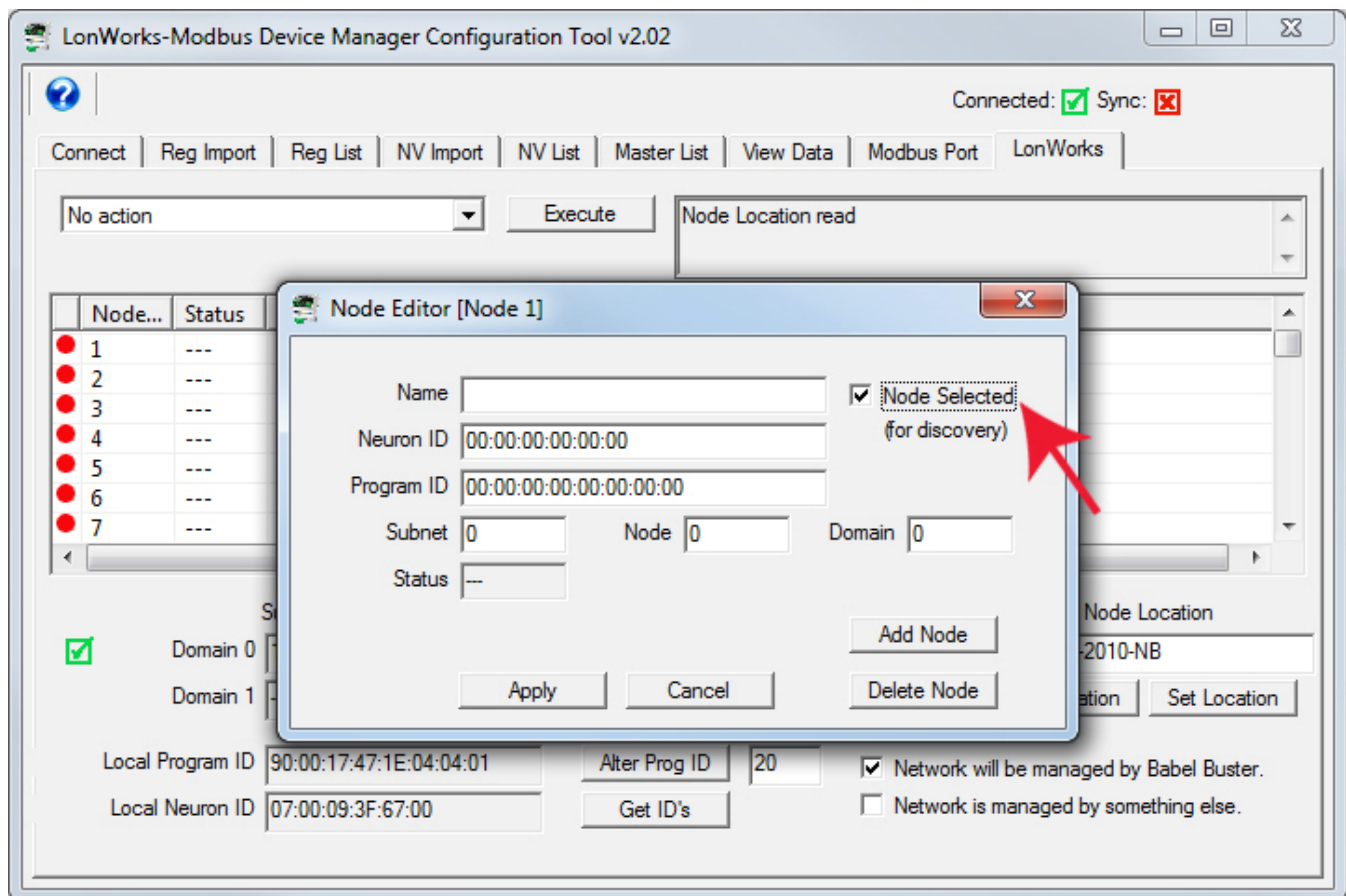 LonWorks-Modbus Device Manager Configuration Tool v2.02
Connected: Sync:
Connect Reg Import Reg List NV Import NV List Master List View Data Modbus Port LonWorks
No action Execute Node Location read
Node... Status
1 ---
2 ---
3 ---
4 ---
5 ---
6 ---
7 ---
Node Editor [Node 1]
Name Node Selected
(for discovery)
Neuron ID 00:00:00:00:00:00
Program ID 00:00:00:00:00:00:00:00
Subnet 0 Node 0 Domain 0
Status ---
Add Node
Apply Cancel Delete Node
Node Location
Domain 0 -2010-NB
Domain 1 Set Location
Local Program ID 90:00:17:47:1E:04:04:01 Alter Prog ID 20 Network will be managed by Babel Buster.
Local Neuron ID 07:00:09:3F:67:00 Get ID's Network is managed by something else.